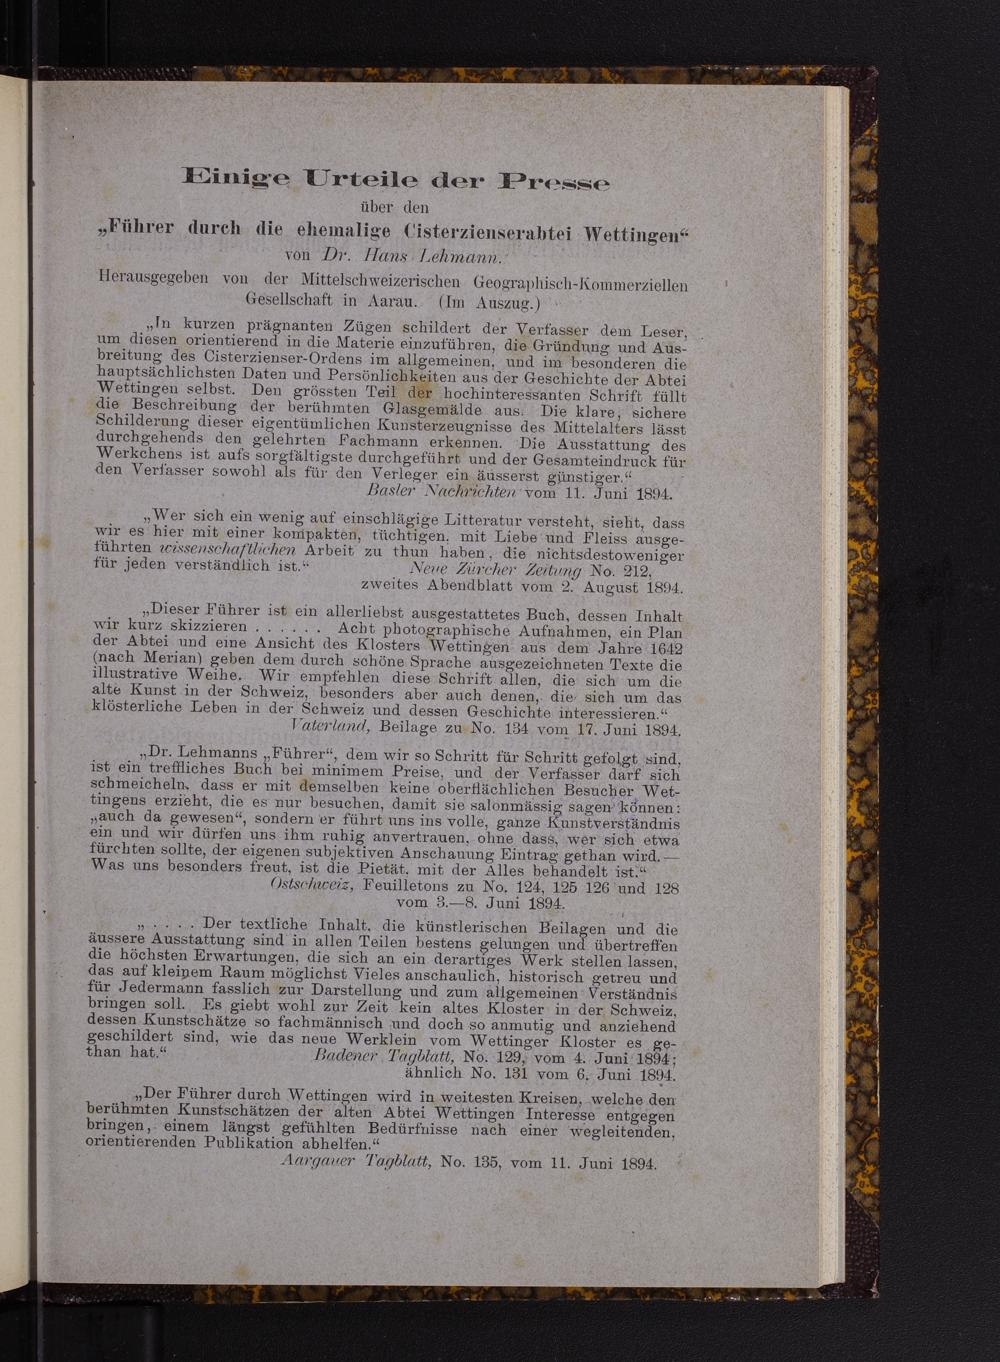 Einige Urteile der Presse
über den
„Führer durch die ehemalige Cisterzienserabtei Wettingen“
von Dr. Hans Lehmann.
Herausgegeben von der Mittelschweizerischen Geographisch-Kommerziellen
Gesellschaft in Aarau. (Im Auszug.)
„In kurzen prägnanten Zügen schildert der Verfasser dem Leser,
um diesen orientierend in die Materie einzuführen, die Gründung und Aus-
breitung des Cisterzienser-Ordens im allgemeinen, und im besonderen die
hauptsächlichsten Daten und Persönlichkeiten aus der Geschichte der Abtei
Wettingen selbst. Den grössten Teil der hochinteressanten Schrift füllt
die Beschreibung der berühmten Glasgemälde aus. Die klare, sichere
Schilderung dieser eigentümlichen Kunsterzeugnisse des Mittelalters lässt
durchgehends den gelehrten Fachmann erkennen. Die Ausstattung des
Werkchens ist aufs sorgfältigste durchgeführt und der Gesamteindruck für
den Verfasser sowohl als für den Verleger ein äusserst günstiger.“
Basler Nachrichten vom 11. Juni 1894.
„Wer sich ein wenig auf einschlägige Litteratur versteht, sieht, dass
wir es hier mit einer kompakten, tüchtigen, mit Liebe und Fleiss ausge-
führten wissenschaftlichen Arbeit zu thun haben, die nichtsdestoweniger
für jeden verständlich ist.“ Neue Zürcher Zeitung No. 212,
zweites Abendblatt vom 2. August 1894.
„Dieser Führer ist ein allerliebst ausgestattetes Buch, dessen Inhalt
wir kurz skizzieren . . . . . . Acht photographische Aufnahmen, ein Plan
der Abtei und eine Ansicht des Klosters Wettingen aus dem Jahre 1642
(nach Merian) geben dem durch schöne Sprache ausgezeichneten Texte die
illustrative Weihe. Wir empfehlen diese Schrift allen, die sich um die
alte Kunst in der Schweiz, besonders aber auch denen, die sich um das
klösterliche Leben in der Schweiz und dessen Geschichte interessieren.“
Vaterland, Beilage zu No. 134 vom 17. Juni 1894.
„Dr. Lehmanns „Führer“, dem wir so Schritt für Schritt gefolgt sind,
ist ein treffliches Buch bei minimem Preise, und der Verfasser darf sich
schmeicheln, dass er mit demselben keine oberflächlichen Besucher Wet-
tingens erzieht, die es nur besuchen, damit sie salonmässig sagen können:
„auch da gewesen“, sondern er führt uns ins volle, ganze Kunstverständnis
ein und wir dürfen uns ihm ruhig anvertrauen, ohne dass, wer sich etwa
fürchten sollte, der eigenen subjektiven Anschauung Eintrag gethan wird. —
Was uns besonders freut, ist die Pietät, mit der Alles behandelt ist.“
Ostschweiz, Feuilletons zu No. 124, 125 126 und 128
vom 3.—8. Juni 1894.
„ . . . . Der textliche Inhalt, die künstlerischen Beilagen und die
äussere Ausstattung sind in allen Teilen bestens gelungen und übertreffen
die höchsten Erwartungen, die sich an ein derartiges Werk stellen lassen,
das auf kleinem Raum möglichst Vieles anschaulich, historisch getreu und
für Jedermann fasslich zur Darstellung und zum allgemeinen Verständnis
bringen soll. Es giebt wohl zur Zeit kein altes Kloster in der Schweiz,
dessen Kunstschätze so fachmännisch und doch so anmutig und anziehend
geschildert sind, wie das neue Werklein vom Wettinger Kloster es ge-
than hat.“ Badener Tagblatt, No. 129, vom 4. Juni 1894;
ähnlich No. 131 vom 6. Juni 1894.
„Der Führer durch Wettingen wird in weitesten Kreisen, welche den
berühmten Kunstschätzen der alten Abtei Wettingen Interesse entgegen
bringen, einem längst gefühlten Bedürfnisse nach einer wegleitenden,
orientierenden Publikation abhelfen.“
Aargauer Tagblatt, No. 135, vom 11. Juni 1894.